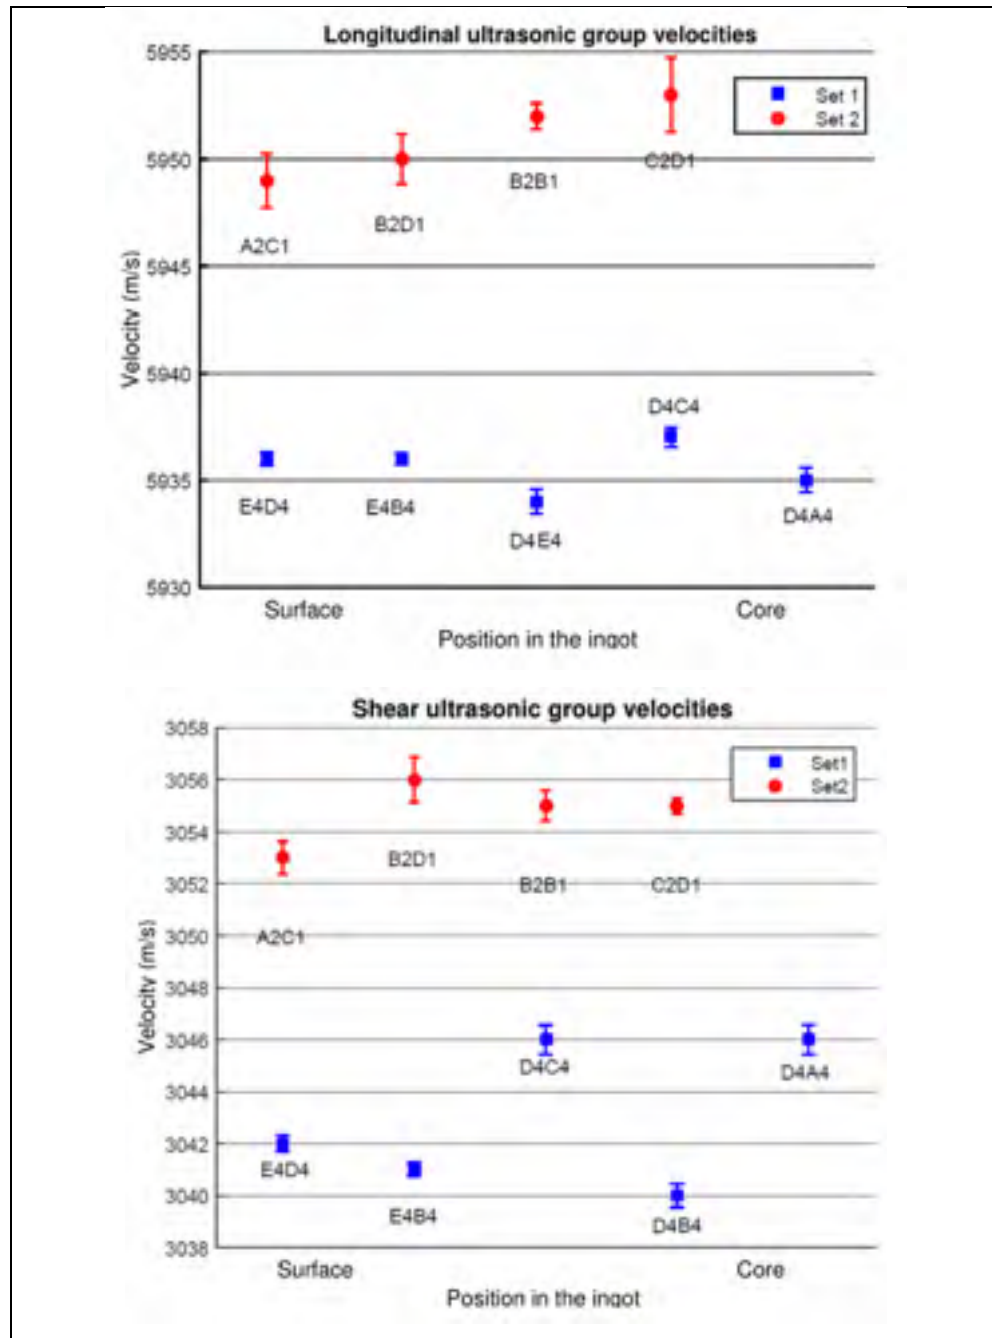 Longitudinal ultrasonic group velocities
5955
Set 1
Set 2
5950
C2D1
B2B1
B2D1
A2C1
5945
Velocity (m/s)
5940
D4C4
5935
E4D4
E4B4
D4A4
D4E4
5930
Surface
Core
Position in the ingot
Shear ultrasonic group velocities
3058
Set1
Set2
3056
3054
B2D1
3052
B2B1
C2D1
3050
A2C1
Velocity (m/s)
3048
3046
D4C4
D4A4
3044
3042
E4D4
3040
E4B4
D4B4
3038
Surface
Core
Position in the ingot